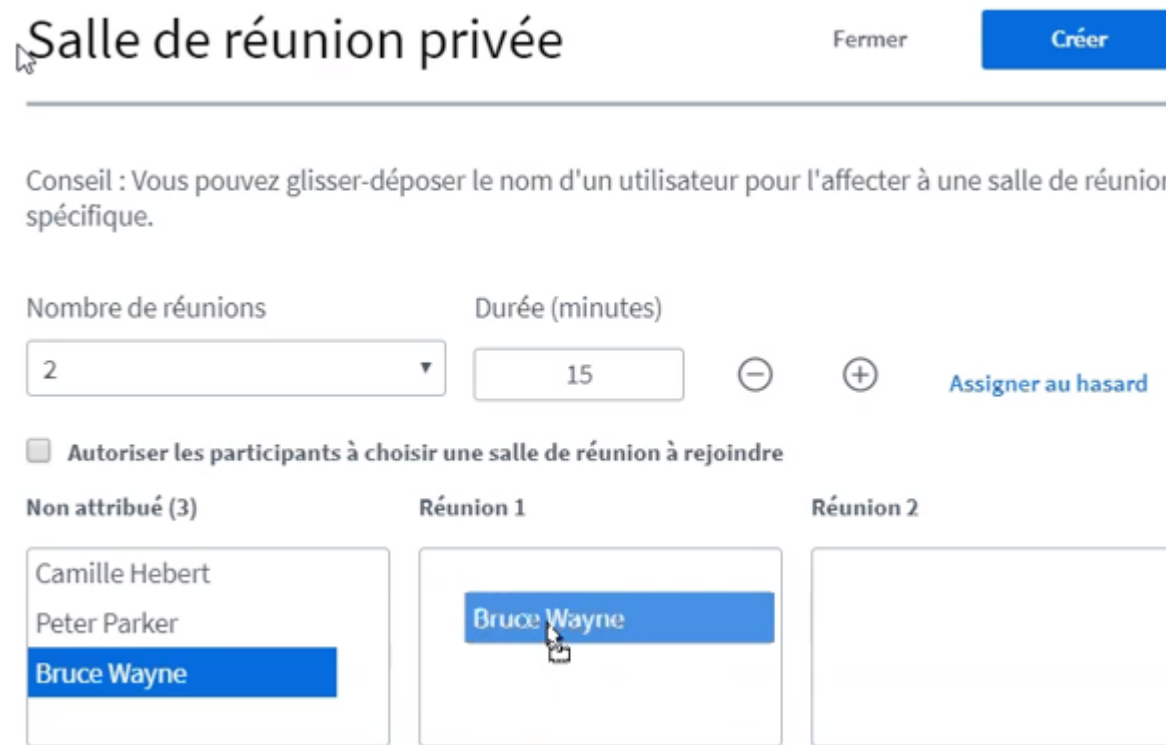 Salle de réunion privée
Fermer
Créer
Conseil : Vous pouvez glisser-déposer le nom d'un utilisateur pour l'affecter à une salle de réunion
spécifique.
Nombre de réunions
Durée (minutes)
2
15
Assigner au hasard
Autoriser les participants à choisir une salle de réunion à rejoindre
Non attribué (3)
Réunion 1
Réunion 2
Camille Hebert
Peter Parker
Bruce Wayne
Bruce Wayne